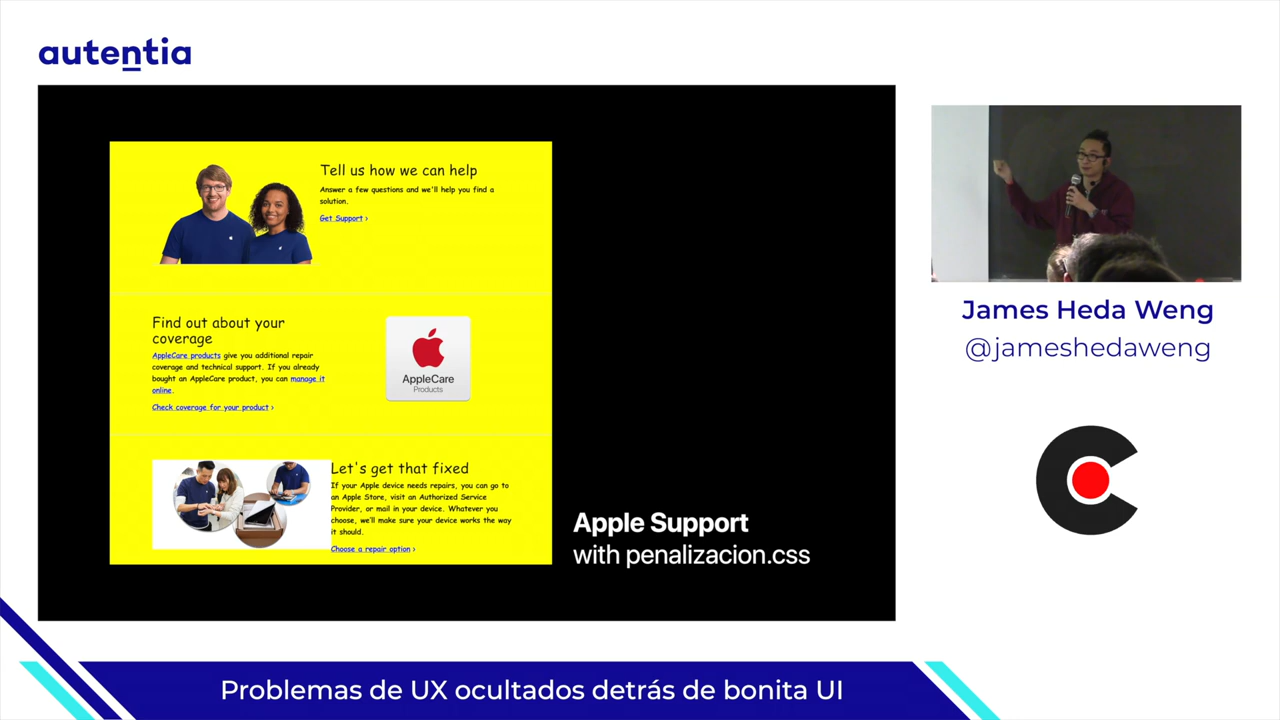 autentia
Tell us how we can help
Answer a few questions and we'll help you find a
solution.
Get Support ›
Find out about your
coverage
AppleCare products give you additional repair
coverage and technical support. If you already
bought an AppleCare product, you can manage it
online.
Check coverage for your product ›
AppleCare
Products
Let's get that fixed
If your Apple device needs repairs, you can go to
an Apple Store, visit an Authorized Service
Provider, or mail in your device. Whatever you
choose, we'll make sure your device works the way
it should.
Choose a repair option ›
Apple Support
with penalizacion.css
James Heda Weng
@jameshedaweng
Problemas de UX ocultados detrás de bonita UI